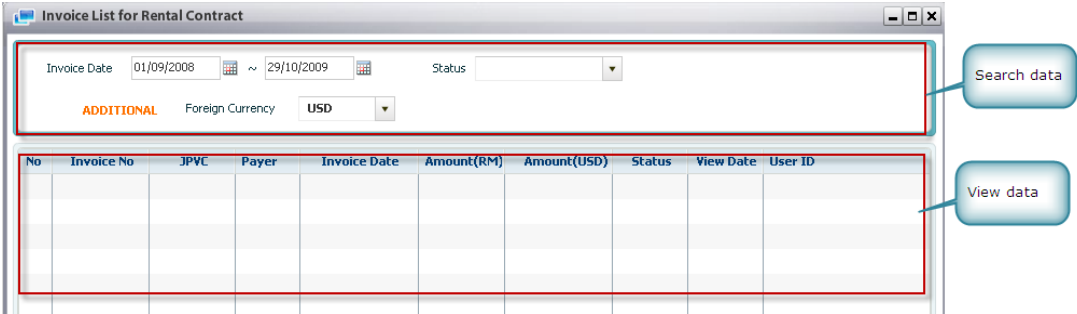 Invoice List for Rental Contract
Invoice Date 01/09/2008 ~ 29/10/2009 Status
Search data
ADDITIONAL Foreign Currency USD
No Invoice No JPVC Payer Invoice Date Amount(RM) Amount(USD) Status View Date User ID
View data